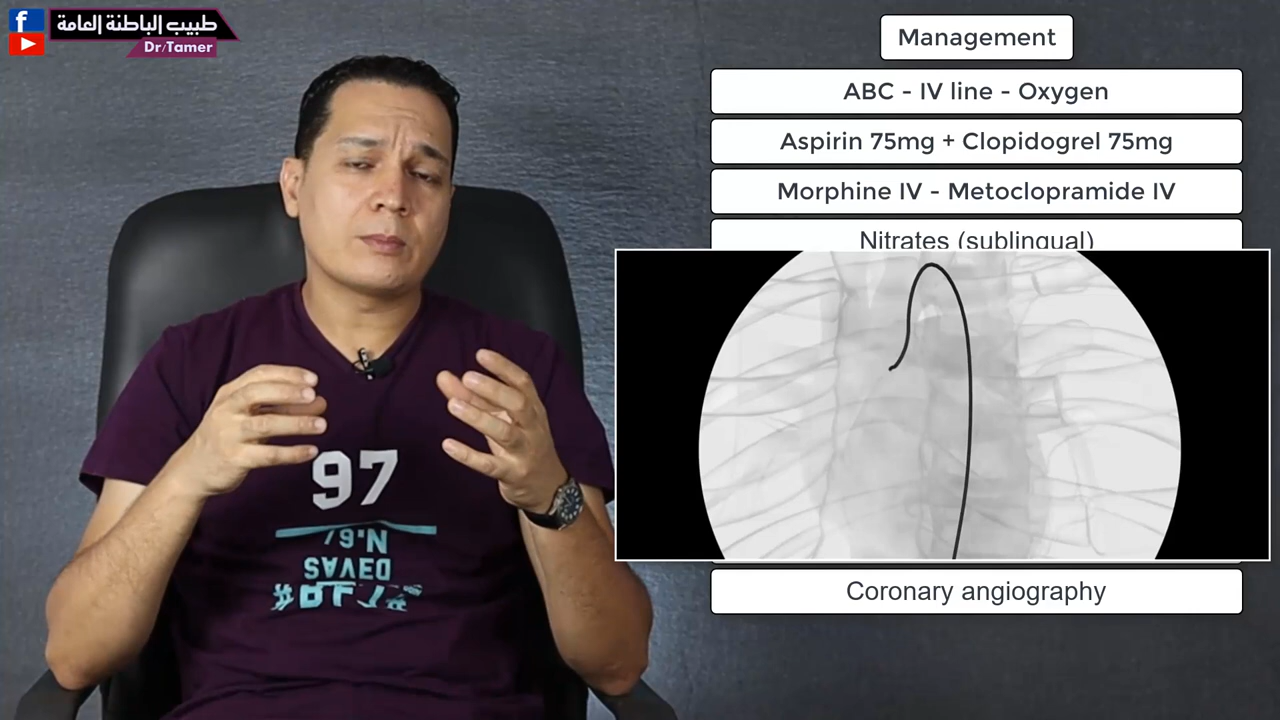 f
طبيب الباطنة العامة
Dr/Tamer
Management
ABC - IV line - Oxygen
Aspirin 75mg + Clopidogrel 75mg
Morphine IV - Metoclopramide IV
Nitrates (sublingual)
Coronary angiography
97
SAVED